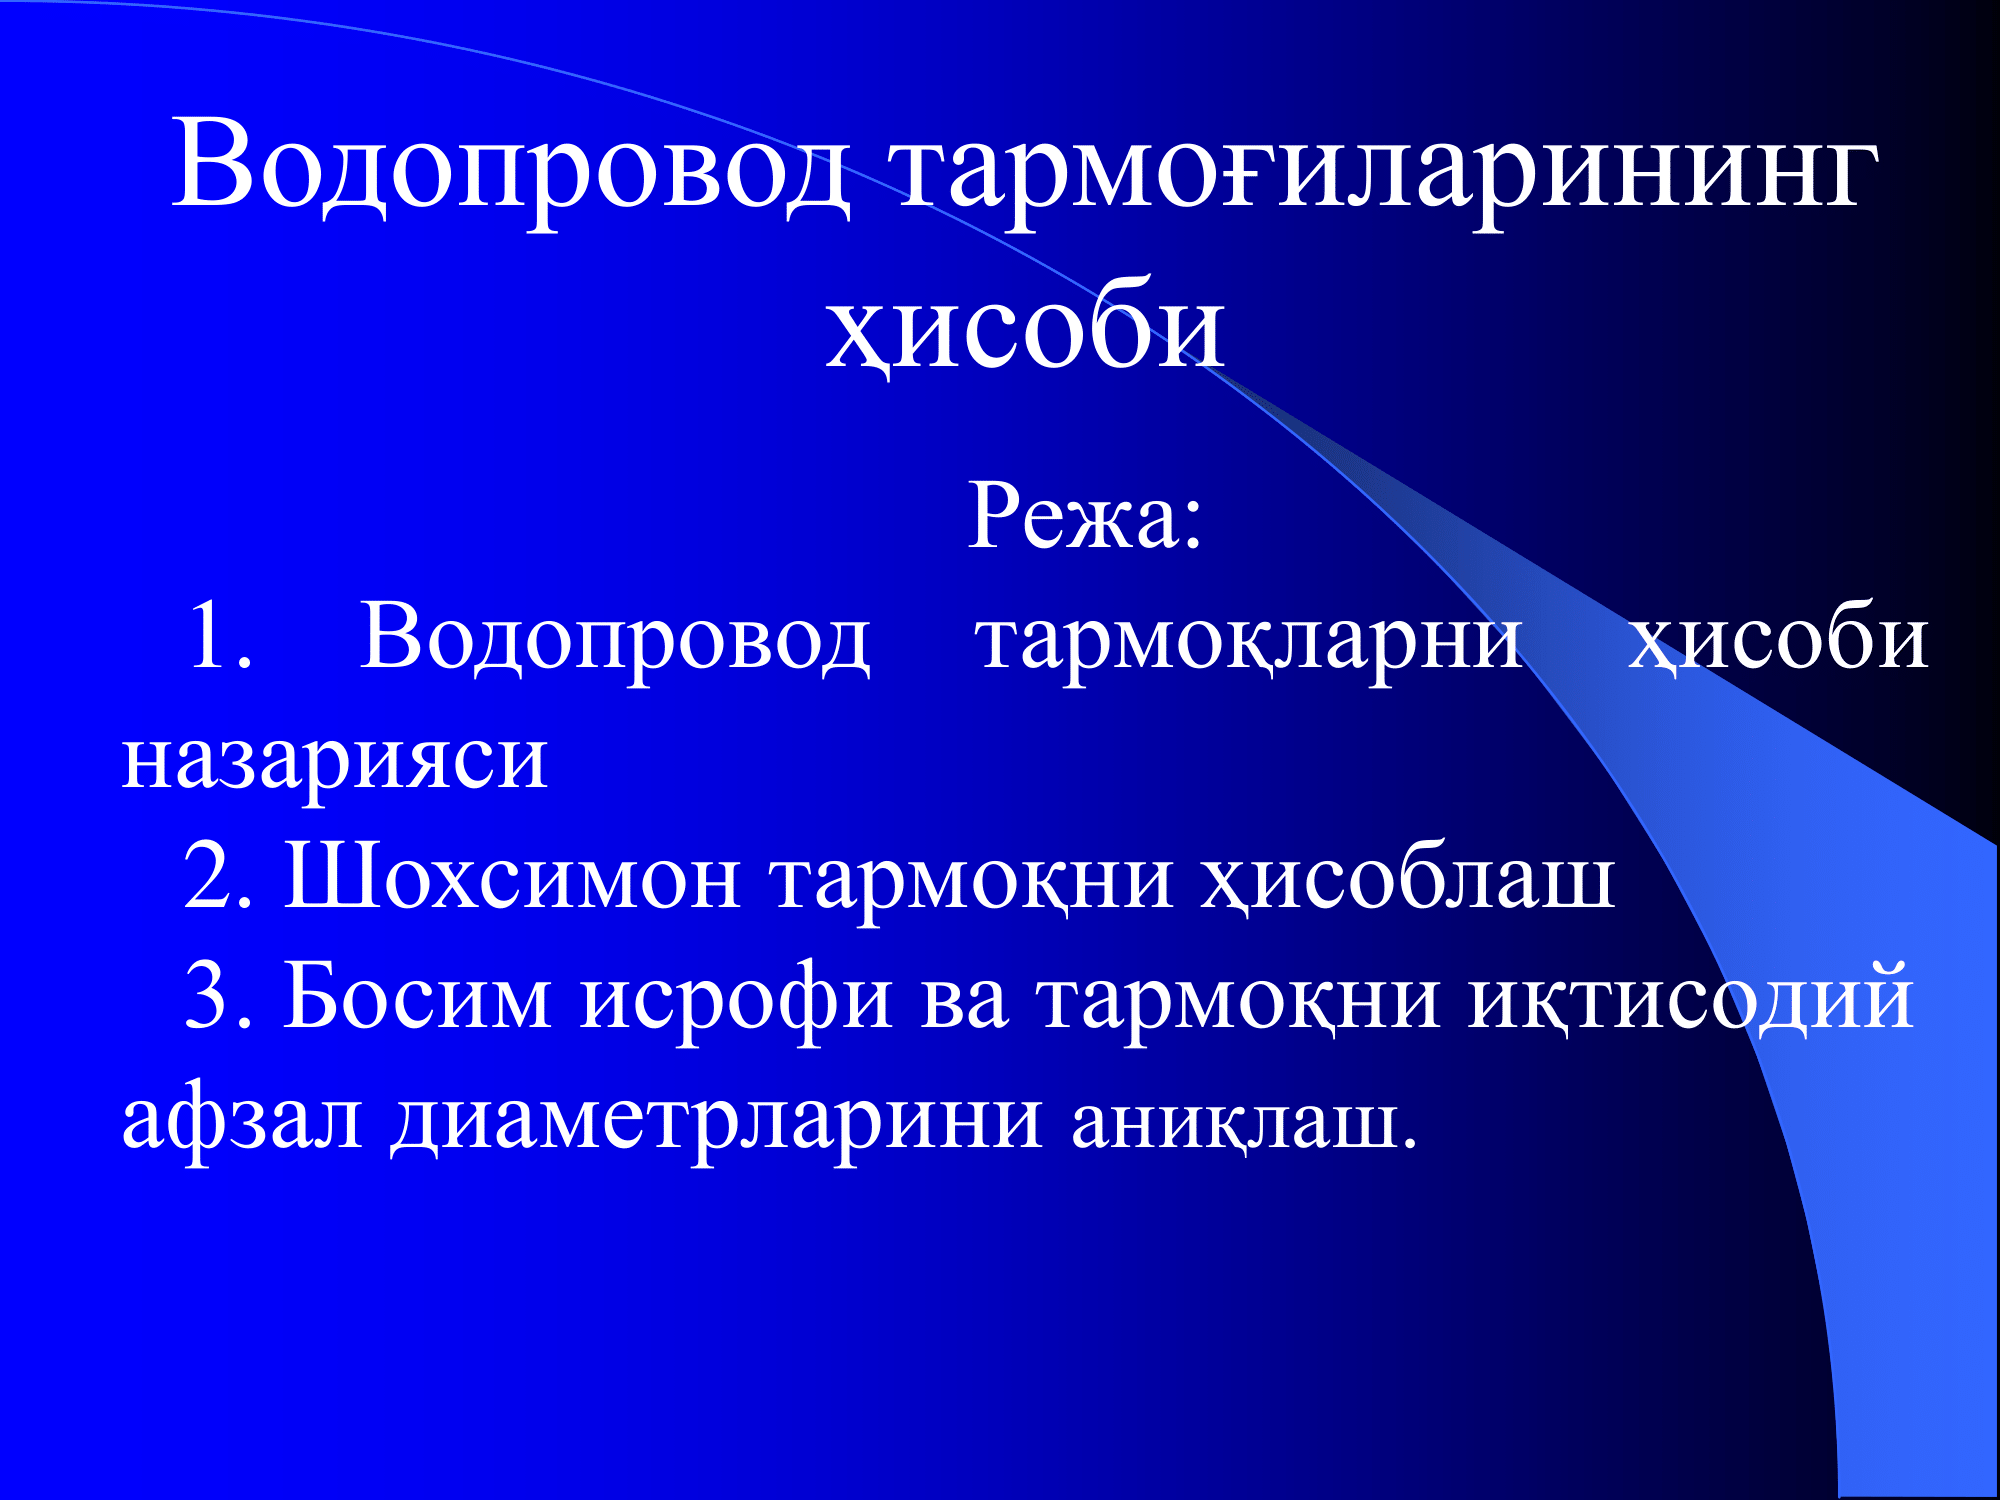 Водопровод тармоғиларининг
ҳисоби
Режа:
1. Водопровод тармоқларни ҳисоби
назарияси
2. Шохсимон тармоқни ҳисоблаш
3. Босим исрофи ва тармоқни иқтисодий
афзал диаметрларини аниқлаш.